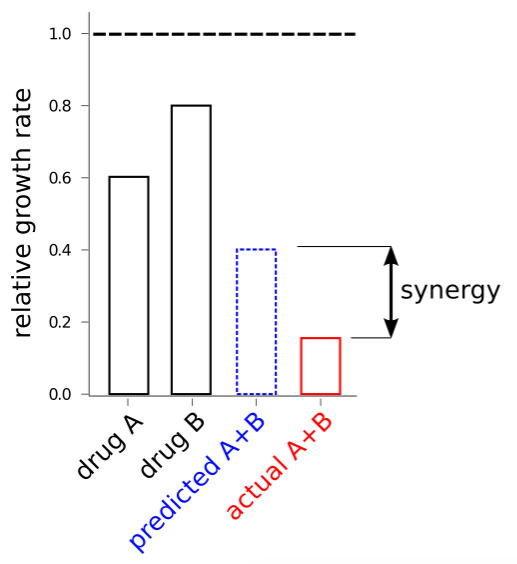 relative growth rate
1.0
0.8
0.6
0.4
0.2
0.0
synergy
drug A
drug B
predicted A+B
actual A+B